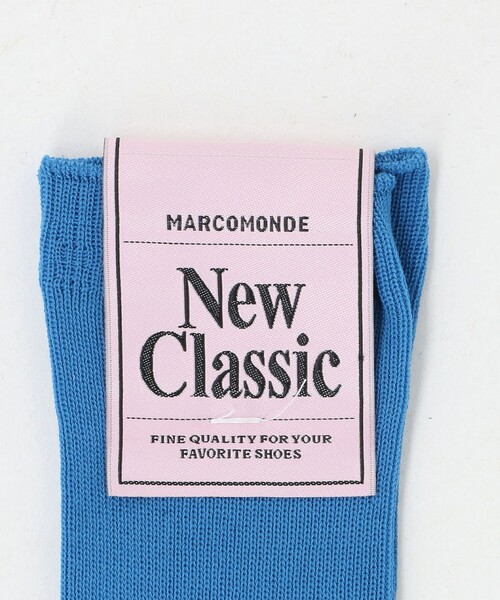 MARCOMONDE
New
Classic
FINE QUALITY FOR YOUR
FAVORITE SHOES